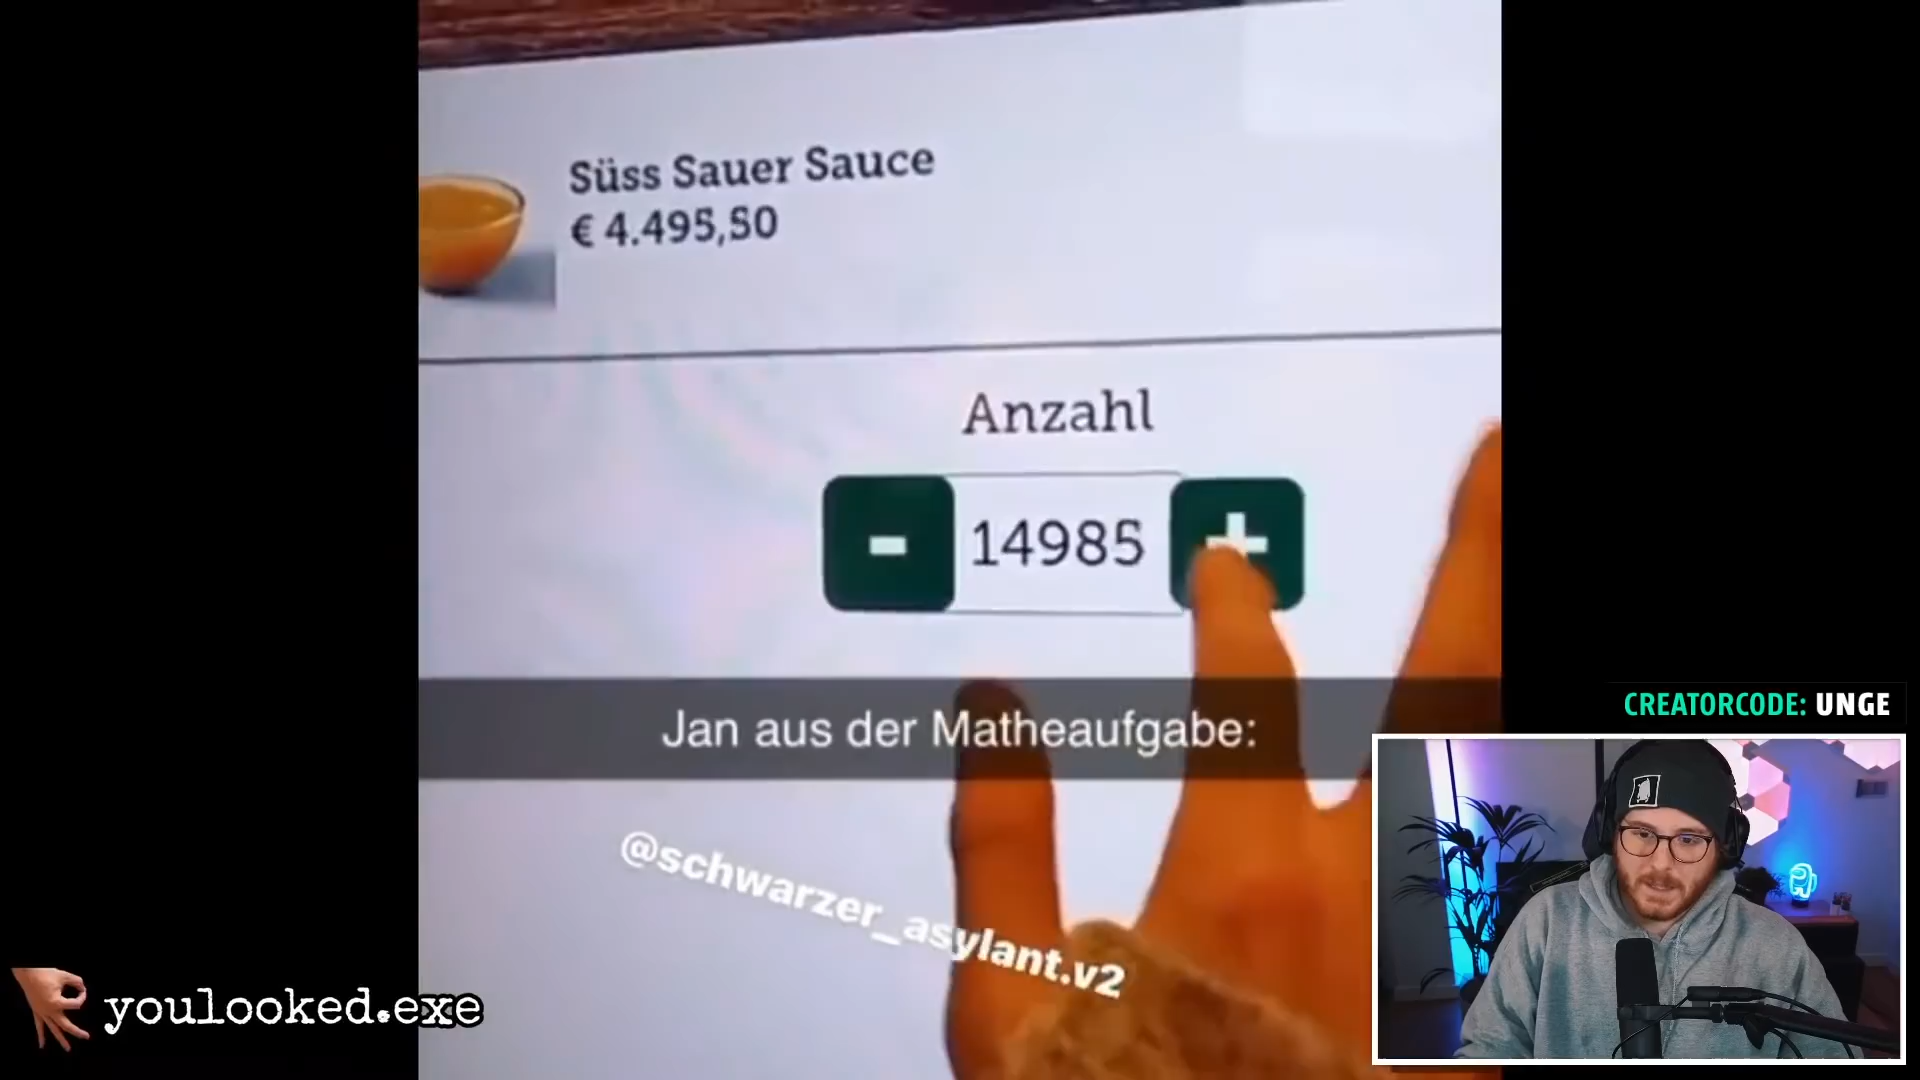 Süss Sauer Sauce
€ 4.495,50
Anzahl
- 14985 +
Jan aus der Matheaufgabe:
@schwarzer_asylant.v2
youlooked.exe
CREATORCODE: UNGE